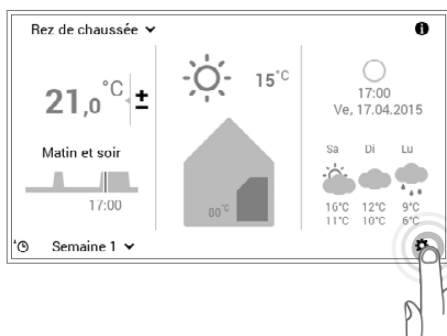 Rez de chaussée
21,0 °C ±
15°C
17:00
Ve, 17.04.2015
Matin et soir
17:00
80°C
Sa Di Lu
16°C 12°C 9°C
11°C 10°C 6°C
Semaine 1